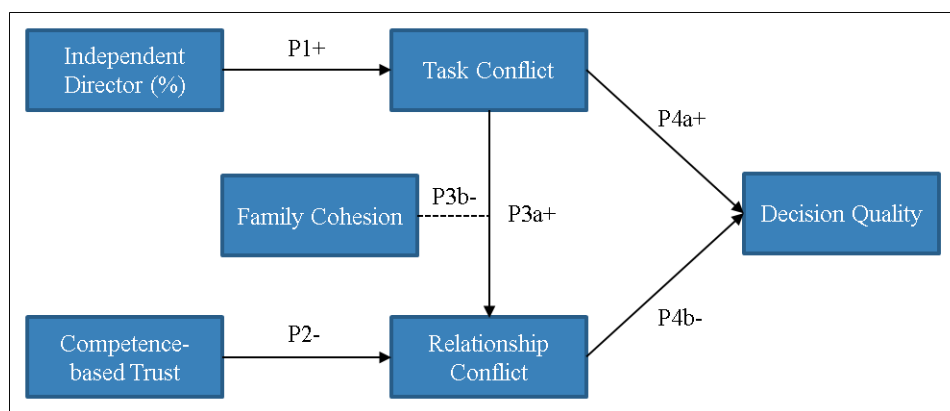 P1+
Independent
Director (%)
Task Conflict
P4a+
Family Cohesion
P3b-
P3a+
Decision Quality
Competence-
based Trust
P2-
Relationship
Conflict
P4b-